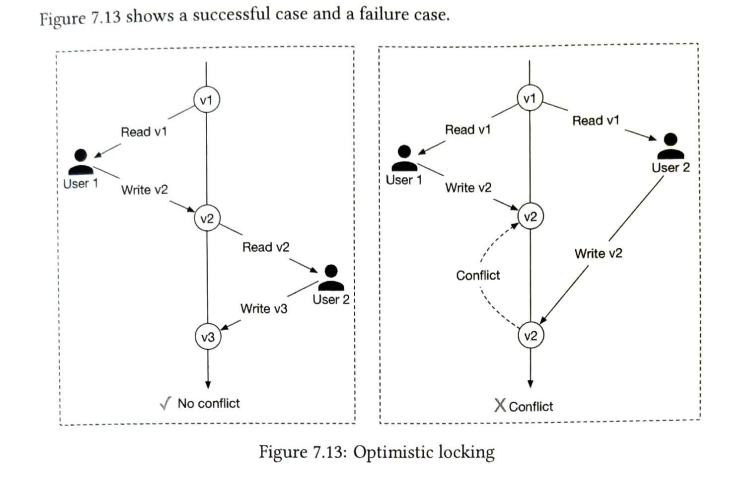 Figure 7.13 shows a successful case and a failure case.
v1
Read v1
User 1
Write v2
v2
Read v2
User 2
Write v3
v3
✓ No conflict
v1
Read v1
Read v1
User 1
User 2
Write v2
v2
Write v2
Conflict
v2
X Conflict
Figure 7.13: Optimistic locking